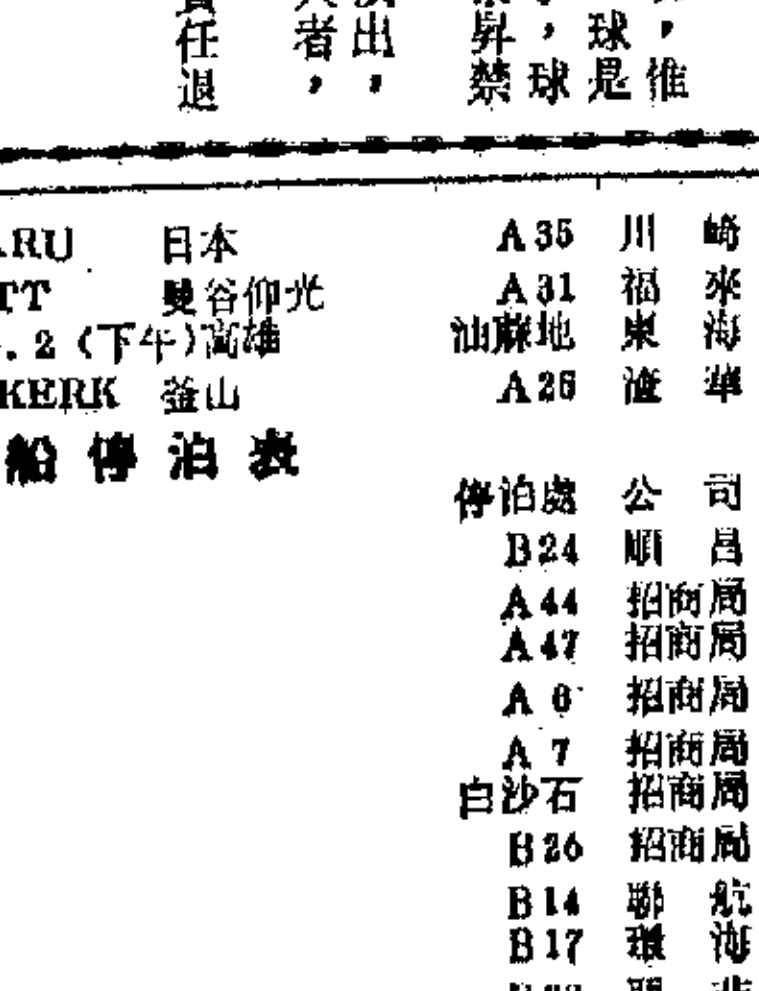 惟
球，是
，球
昇禁
出，
者，
任退
ARU 日本 A35 川崎
TT 曼谷仰光 A31 福來
. 2（下午）高雄 油蔴地 東海
KERK 釜山 A26 渣華
船停泊表
停泊處 公司
B24 順昌
A44 招商局
A47 招商局
A 6 招商局
A 7 招商局
白沙石 招商局
B26 招商局
B14 聯航
B17 環海